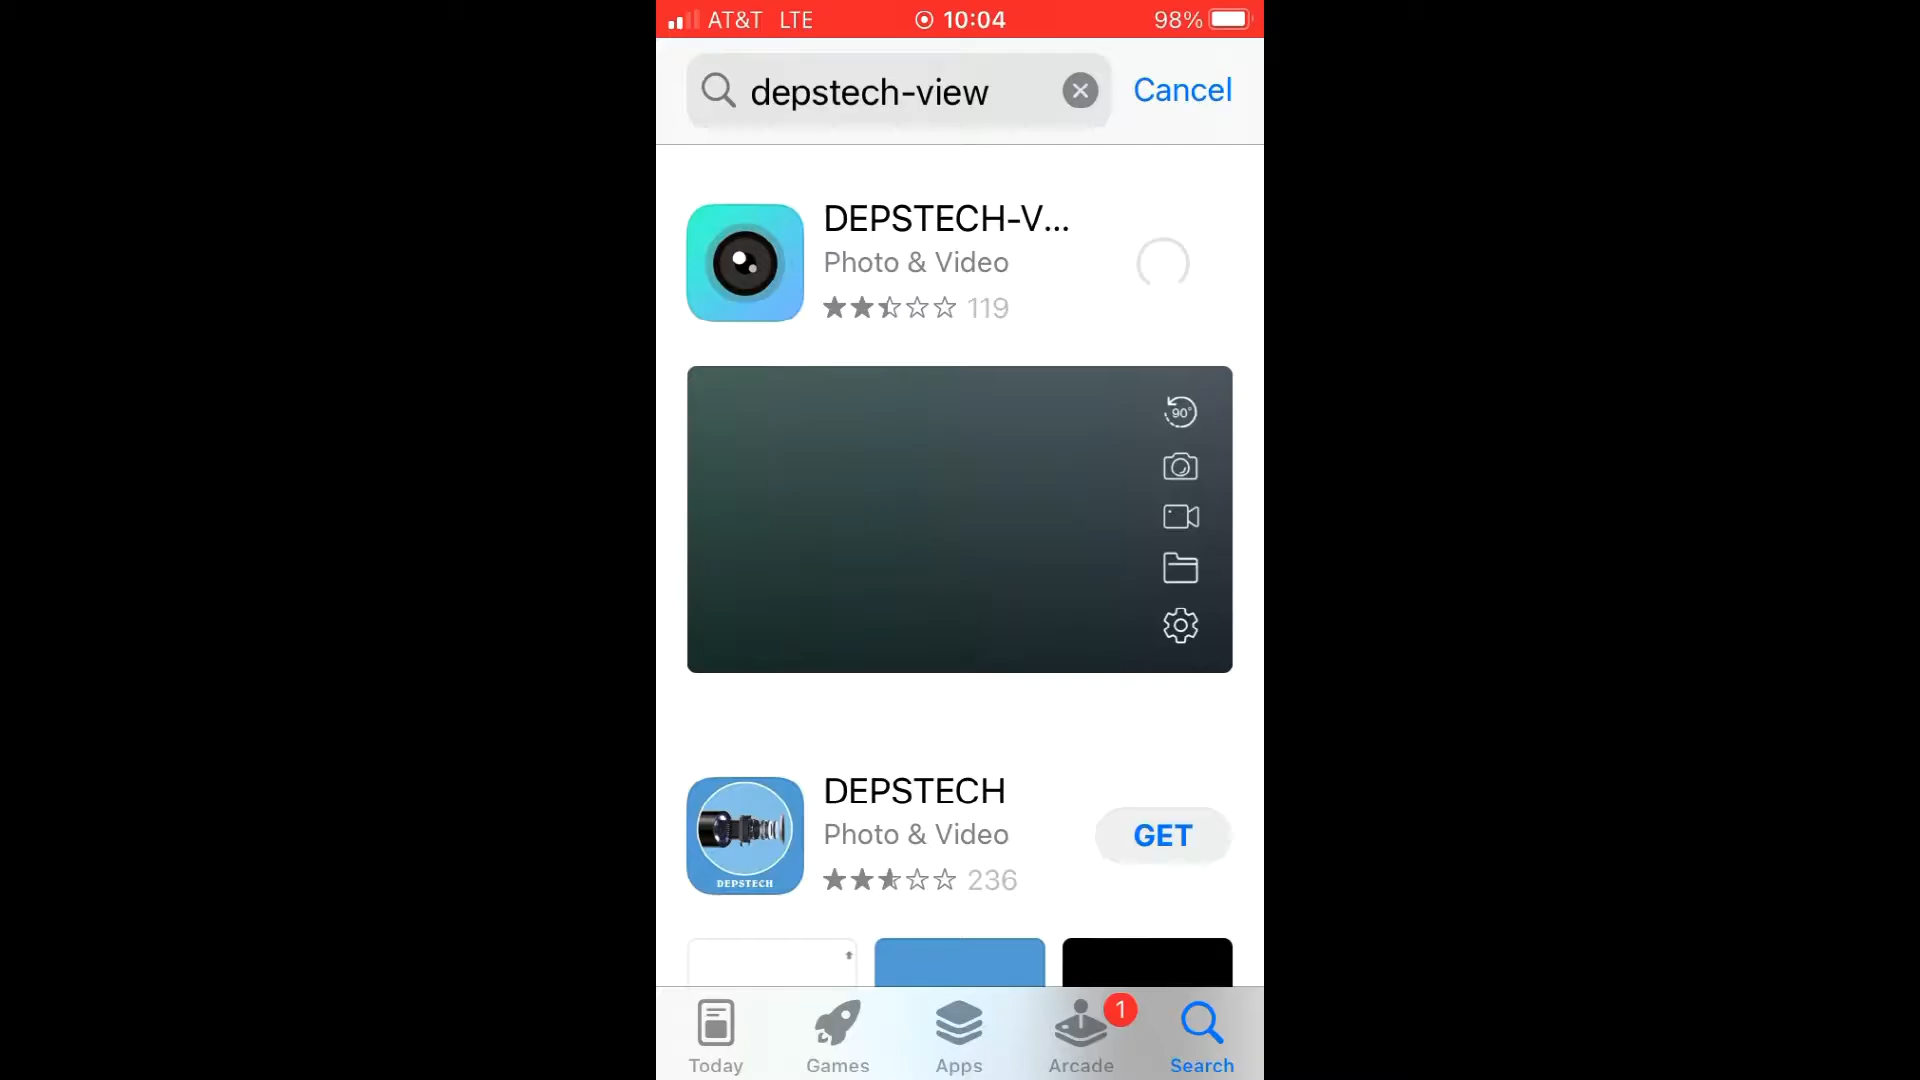 AT&T LTE 10:04 98%
depstech-view Cancel
DEPSTECH-V...
Photo & Video
119
90°
DEPSTECH
Photo & Video
GET
236
DEPSTECH
1
Today Games Apps Arcade Search